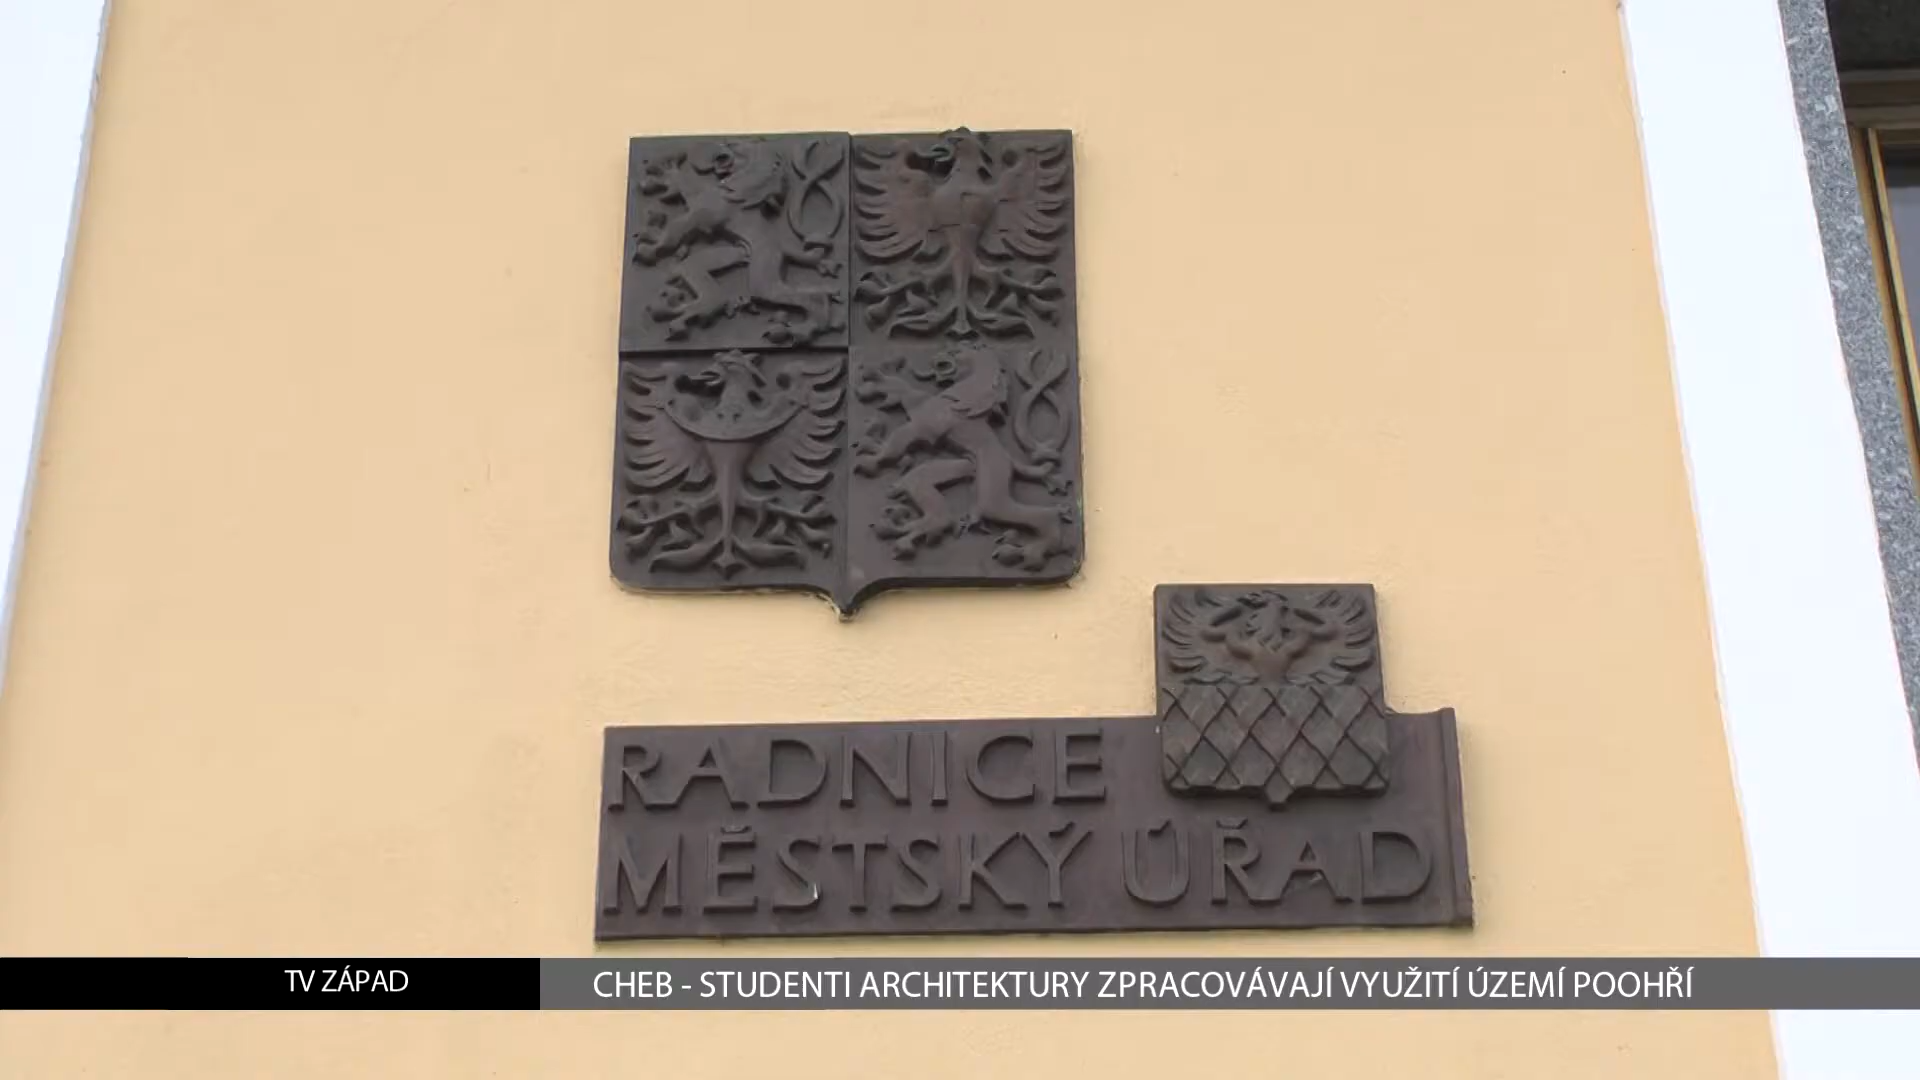 RADNICE
MĚSTSKÝ ÚŘAD
TV ZÁPAD
CHEB - STUDENTI ARCHITEKTURY ZPRACOVÁVAJÍ VYUŽITÍ ÚZEMÍ POOHŘÍ